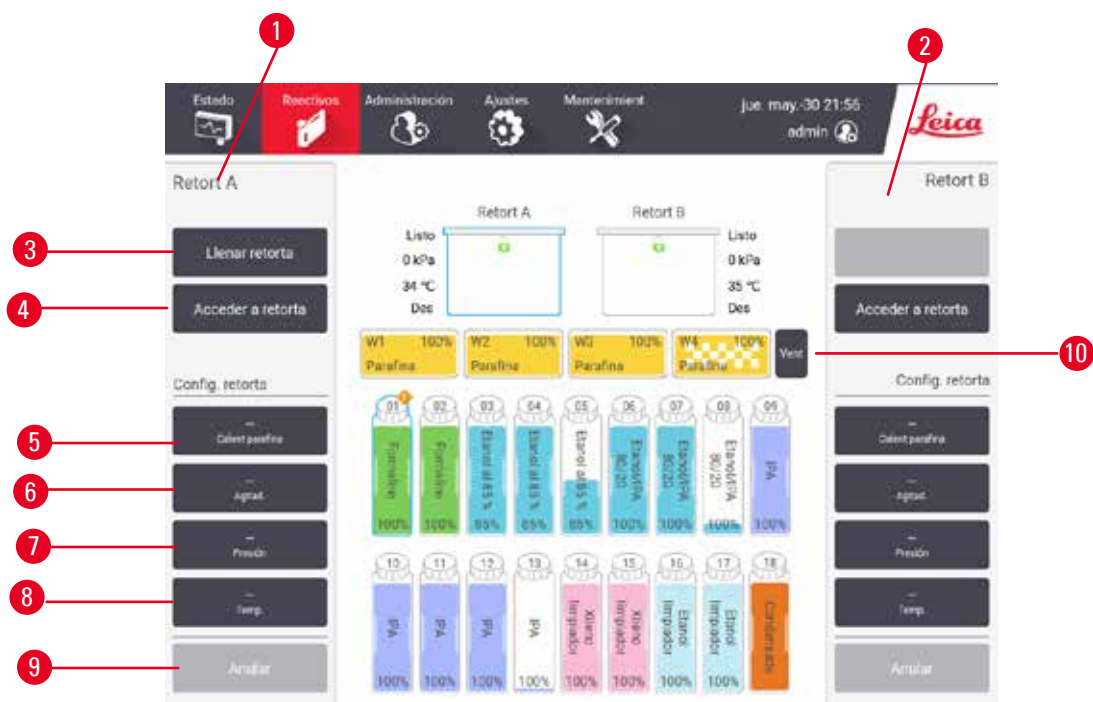 1
2
Estado
Reactivos
Administración
Ajustes
Mantenimient
jue. may.-30 21:56
admin
Leica
Retort A
Retort B
3
Llenar retorta
4
Acceder a retorta
Acceder a retorta
Retort A
Retort B
Listo
0 kPa
34 °C
Des
Listo
0 kPa
35 °C
Des
W1 100%
Parafina
W2 100%
Parafina
W3 100%
Parafina
W4 100%
Parafina
Vent
10
Config. retorta
Config. retorta
5
--
Calent parafina
--
Calent parafina
6
--
Agitad.
--
Agitad.
7
--
Presión
--
Presión
8
--
Temp.
--
Temp.
9
Anular
Anular
01
Formaline
100%
02
Formaline
100%
03
Etanol al 85 %
85%
04
Etanol al 85 %
85%
05
Etanol al 85 %
85%
06
Etanol/IPA
80/20
100%
07
Etanol/IPA
80/20
100%
08
Etanol/IPA
80/20
100%
09
IPA
100%
10
IPA
100%
11
IPA
100%
12
IPA
100%
13
IPA
100%
14
Xileno
limpiador
100%
15
Xileno
limpiador
100%
16
Etanol
limpiador
100%
17
Etanol
limpiador
100%
18
Condensado